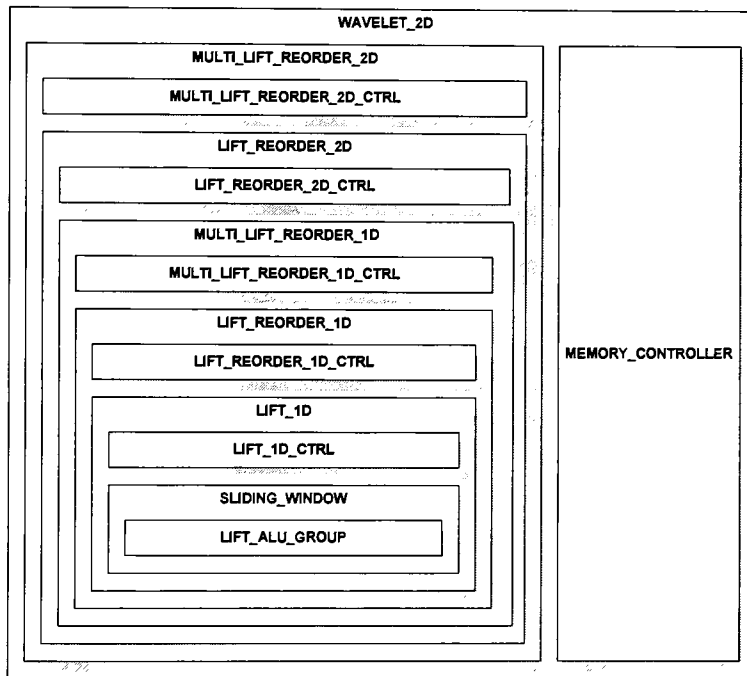 WAVELET_2D
MULTI_LIFT_REORDER_2D
MULTI_LIFT_REORDER_2D_CTRL
LIFT_REORDER_2D
LIFT_REORDER_2D_CTRL
MULTI_LIFT_REORDER_1D
MULTI_LIFT_REORDER_1D_CTRL
LIFT_REORDER_1D
LIFT_REORDER_1D_CTRL
MEMORY_CONTROLLER
LIFT_1D
LIFT_1D_CTRL
SLIDING_WINDOW
LIFT_ALU_GROUP